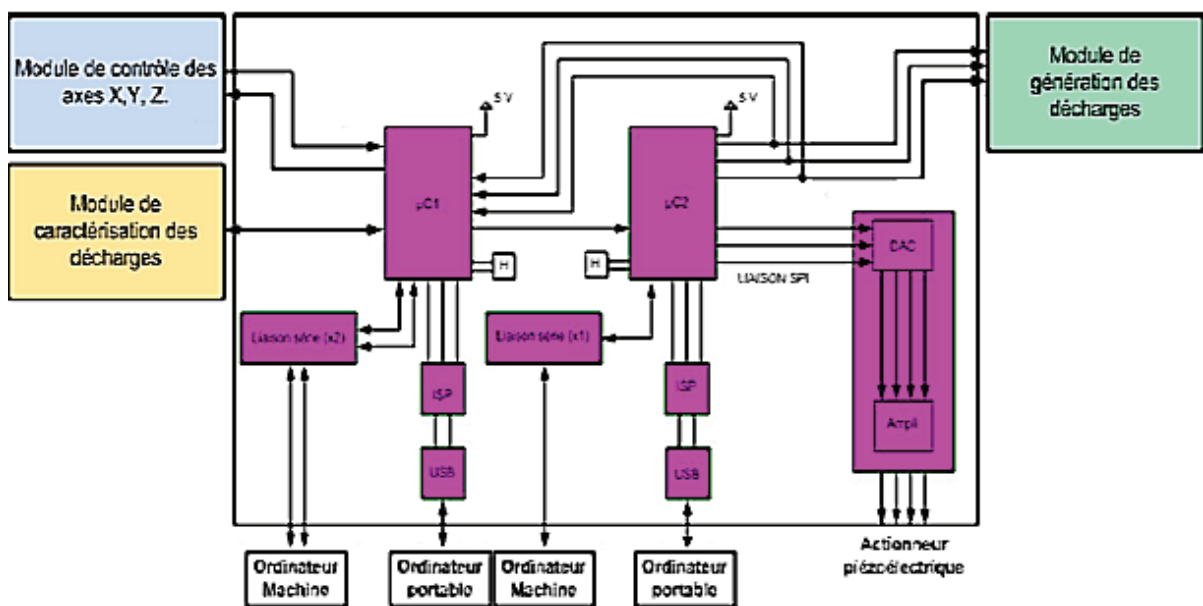 Module de contrôle des
axes X,Y, Z.
Module de
génération des
décharges
5 V
5 V
Module de
caractérisation des
décharges
µC1
µC2
DAC
H
H
LIAISON SPI
Liaison série (x2)
Liaison série (x1)
ISP
ISP
Ampli
USB
USB
Ordinateur
Machine
Ordinateur
portable
Ordinateur
Machine
Ordinateur
portable
Actionneur
piézoélectrique